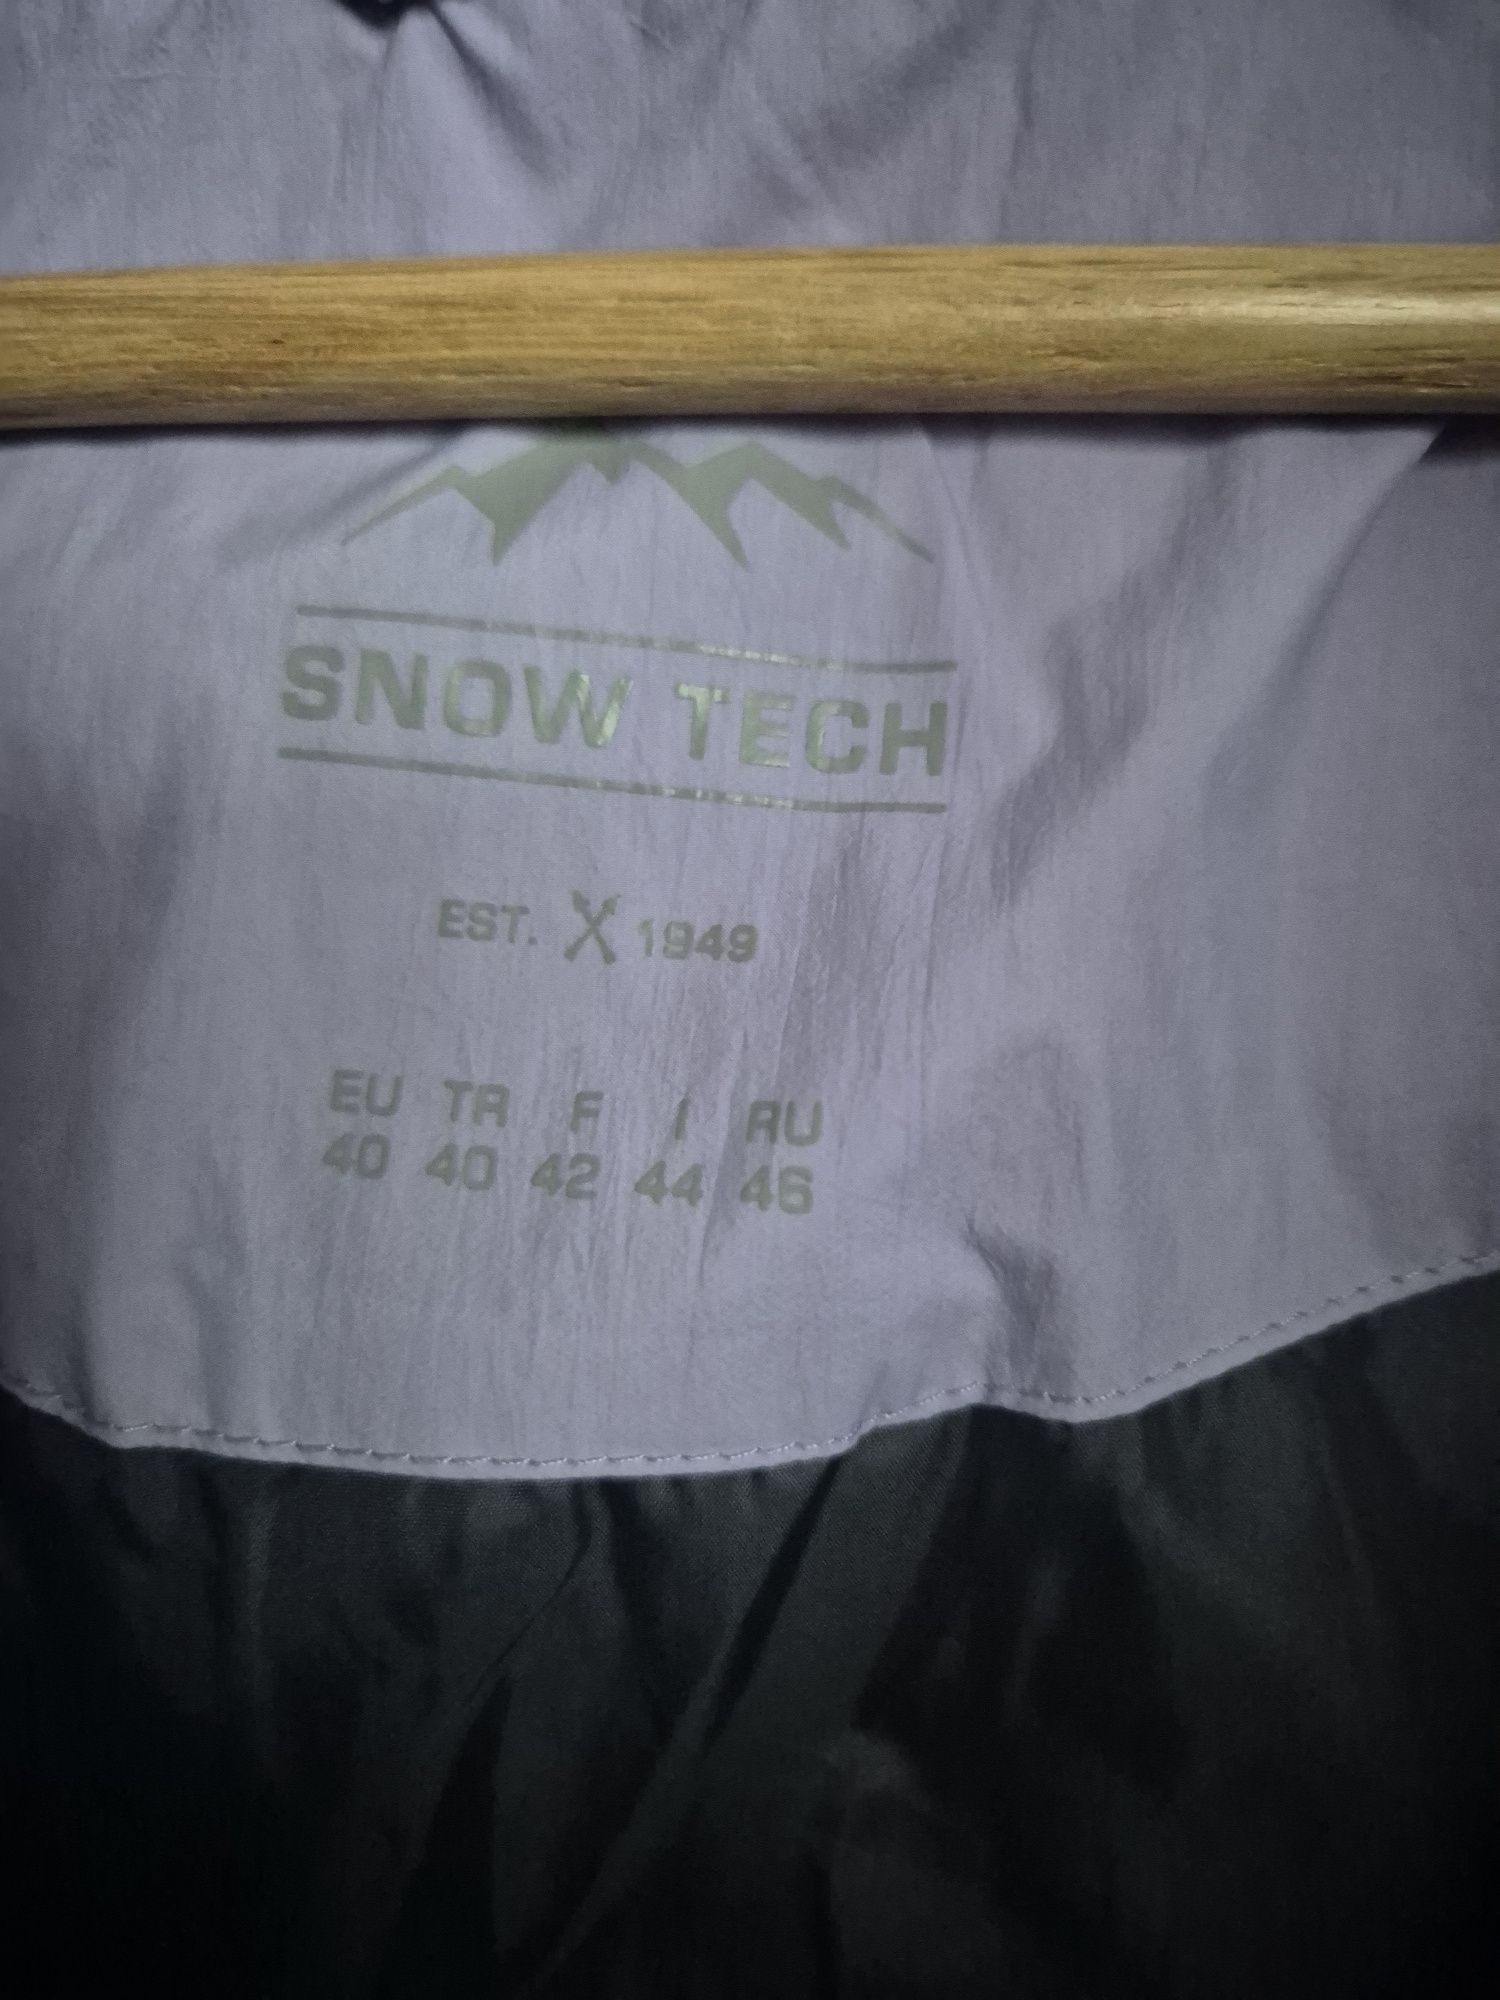 SNOW TECH
EST. 1949
EU TR F I RU
40 40 42 44 46